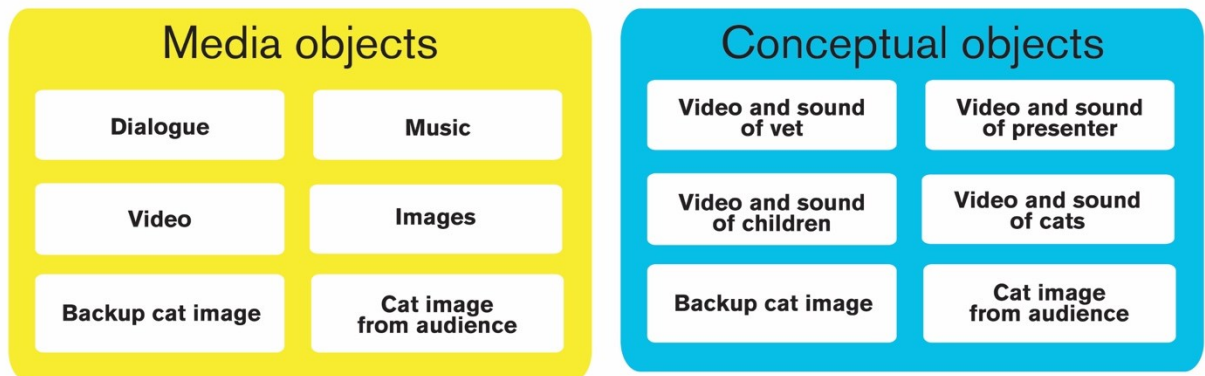 Media objects
Dialogue
Music
Video
Images
Backup cat image
Cat image
from audience
Conceptual objects
Video and sound
of vet
Video and sound
of presenter
Video and sound
of children
Video and sound
of cats
Backup cat image
Cat image
from audience